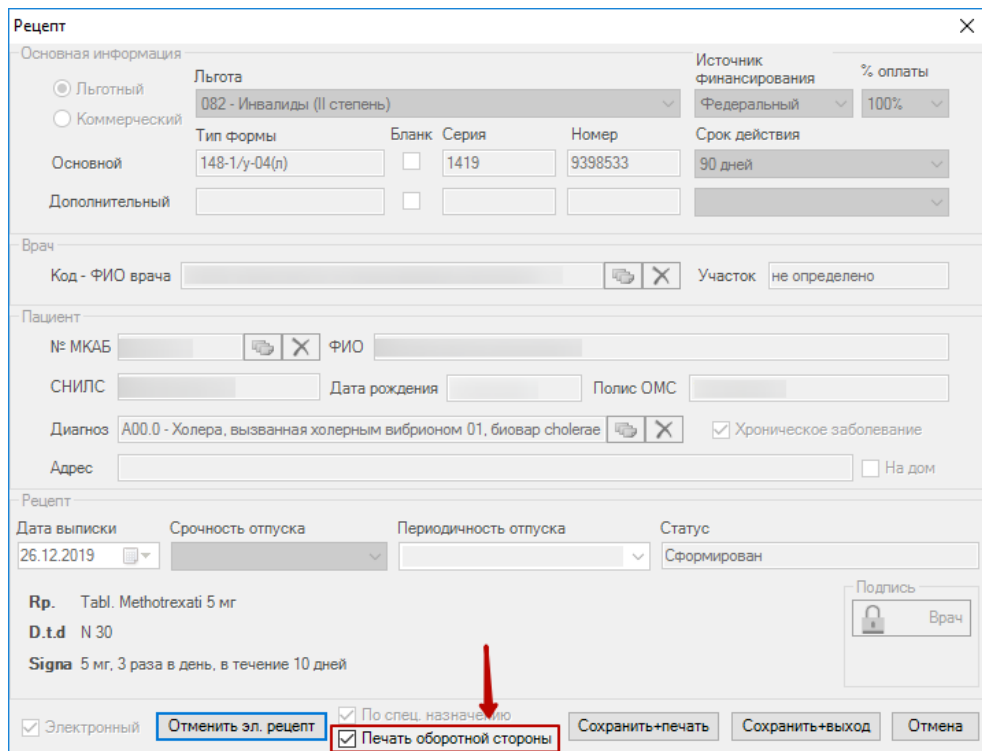 Рецепт
Основная информация
Льготный
Коммерческий
Льгота
082 - Инвалиды (II степень)
Источник финансирования
Федеральный
% оплаты
100%
Тип формы Бланк Серия Номер Срок действия
Основной 148-1/у-04(л) 1419 9398533 90 дней
Дополнительный
Врач
Код - ФИО врача Участок не определено
Пациент
№ МКАБ ФИО
СНИЛС Дата рождения Полис ОМС
Диагноз A00.0 - Холера, вызванная холерным вибрионом 01, биовар cholerae Хроническое заболевание
Адрес На дом
Рецепт
Дата выписки Срочность отпуска Периодичность отпуска Статус
26.12.2019 Сформирован
Rp. Tabl. Methotrexati 5 мг
D.t.d N 30
Signa 5 мг, 3 раза в день, в течение 10 дней
Подпись
Врач
Электронный Отменить эл. рецепт По спец. назначению
Печать оборотной стороны
Сохранить+печать Сохранить+выход Отмена